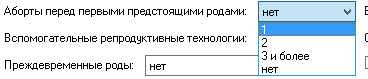 Аборты перед первыми предстоящими родами: нет
1
Вспомогательные репродуктивные технологии: 2
3 и более
Преждевременные роды: нет нет